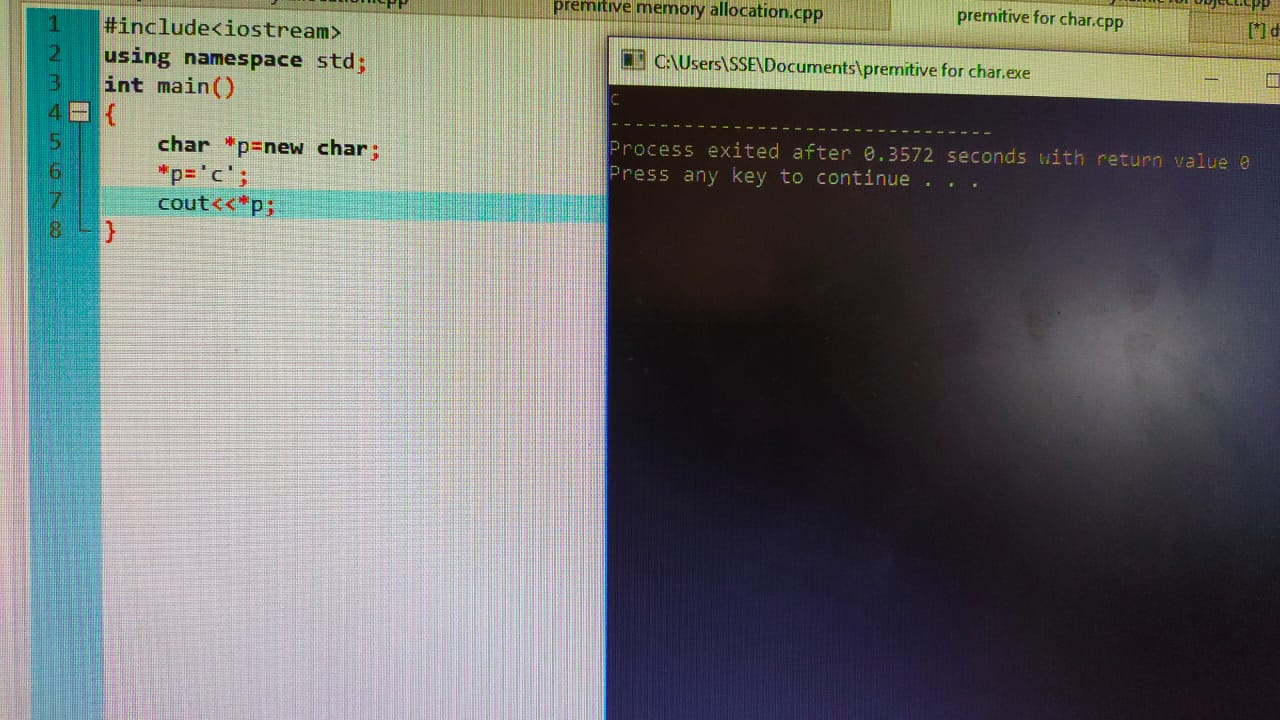 premitive memory allocation.cpp
premitive for char.cpp
[*] d
1 #include<iostream>
2 using namespace std;
3 int main()
4 {
5 char *p=new char;
6 *p='c';
7 cout<<*p;
8 }
C:\Users\SSE\Documents\premitive for char.exe
c
--------------------------------
Process exited after 0.3572 seconds with return value 0
Press any key to continue . . .